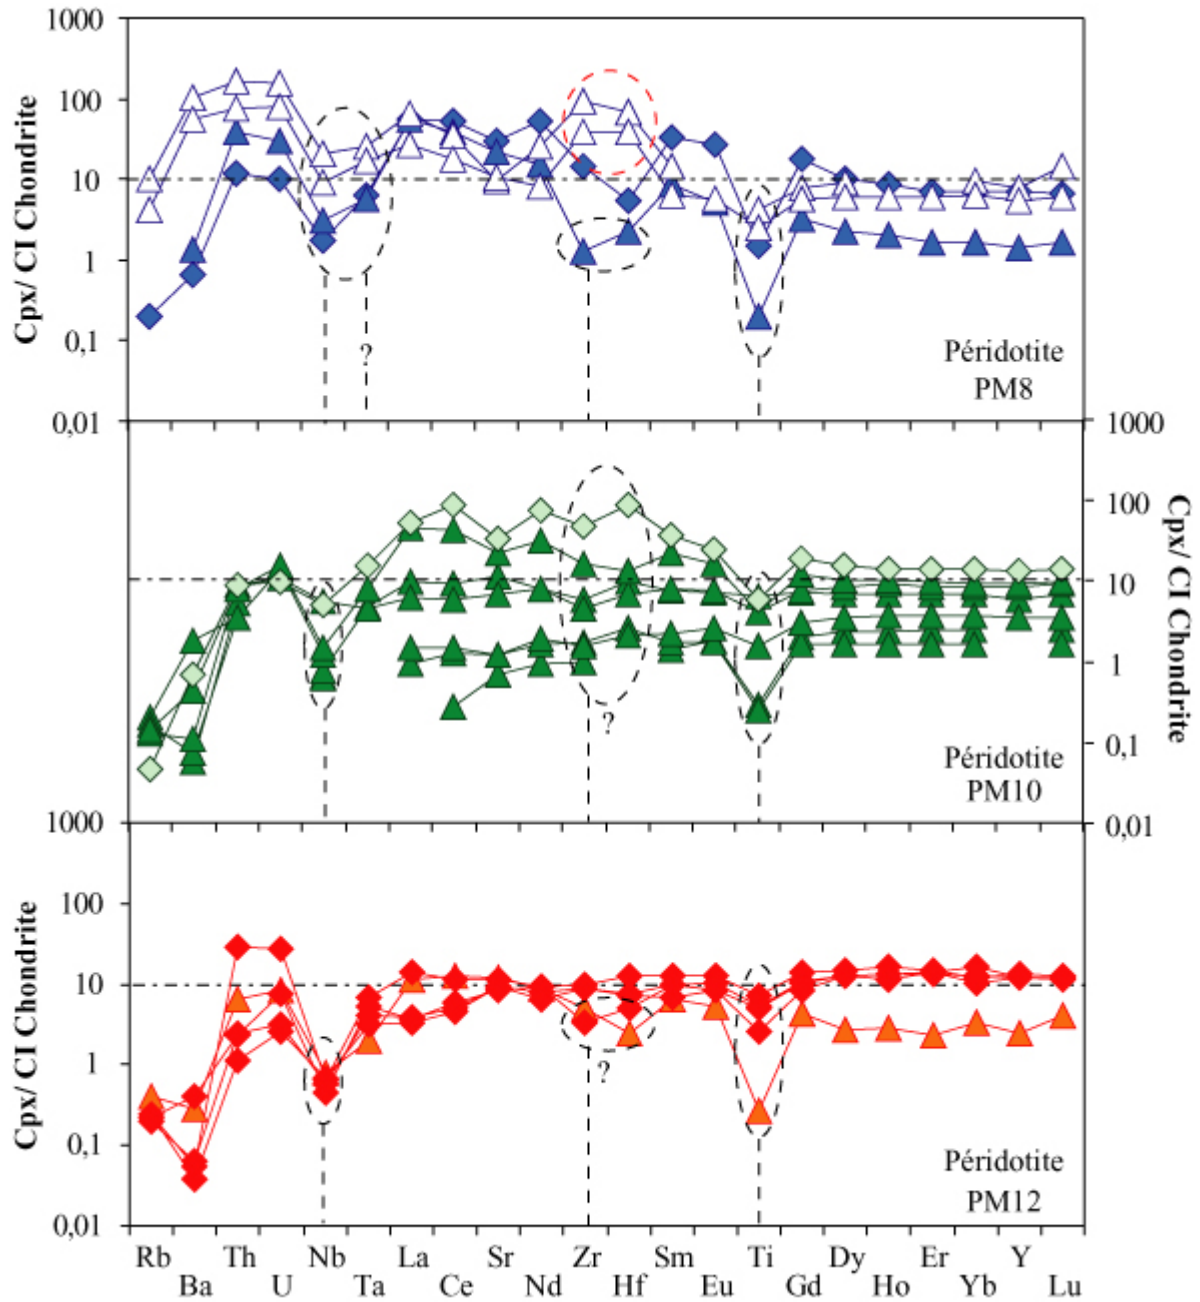 1000
100
10
1
0,1
0,01
Cpx/ CI Chondrite
?
Péridotite
PM8
1000
100
10
1
0,1
0,01
Cpx/ CI Chondrite
?
Péridotite
PM10
1000
100
10
1
0,1
0,01
Cpx/ CI Chondrite
?
Péridotite
PM12
Rb Th Nb La Sr Zr Sm Ti Dy Er Y
Ba U Ta Ce Nd Hf Eu Gd Ho Yb Lu